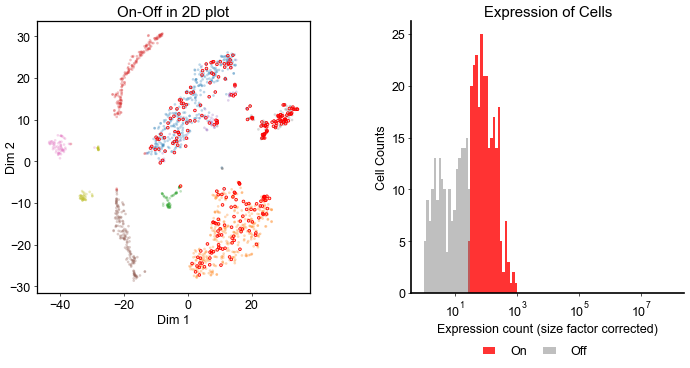 On-Off in 2D plot
Dim 2
30
20
10
0
−10
−20
−30
−40
−20
0
20
Dim 1
Expression of Cells
Cell Counts
25
20
15
10
5
0
10^1
10^3
10^5
10^7
Expression count (size factor corrected)
On
Off